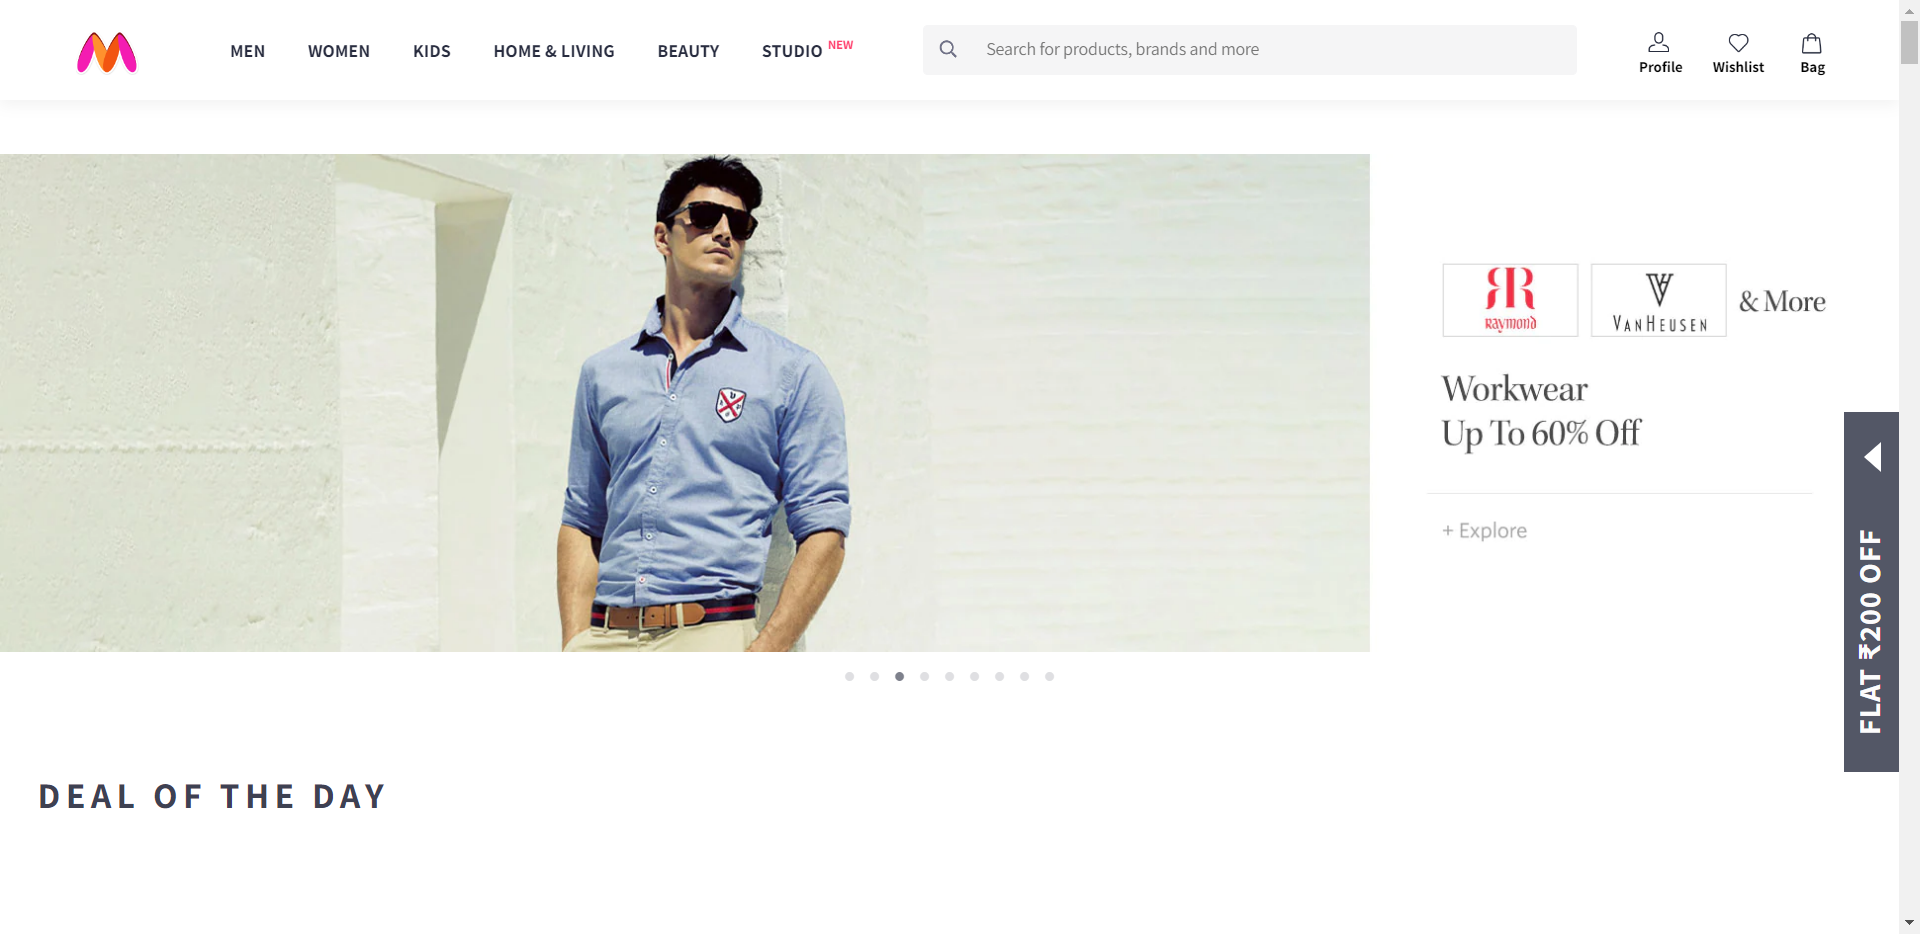 MEN
WOMEN
KIDS
HOME & LIVING
BEAUTY
STUDIO NEW
Search for products, brands and more
Profile
Wishlist
Bag
Raymond
VANHEUSEN
& More
Workwear
Up To 60% Off
+ Explore
FLAT ₹200 OFF
DEAL OF THE DAY